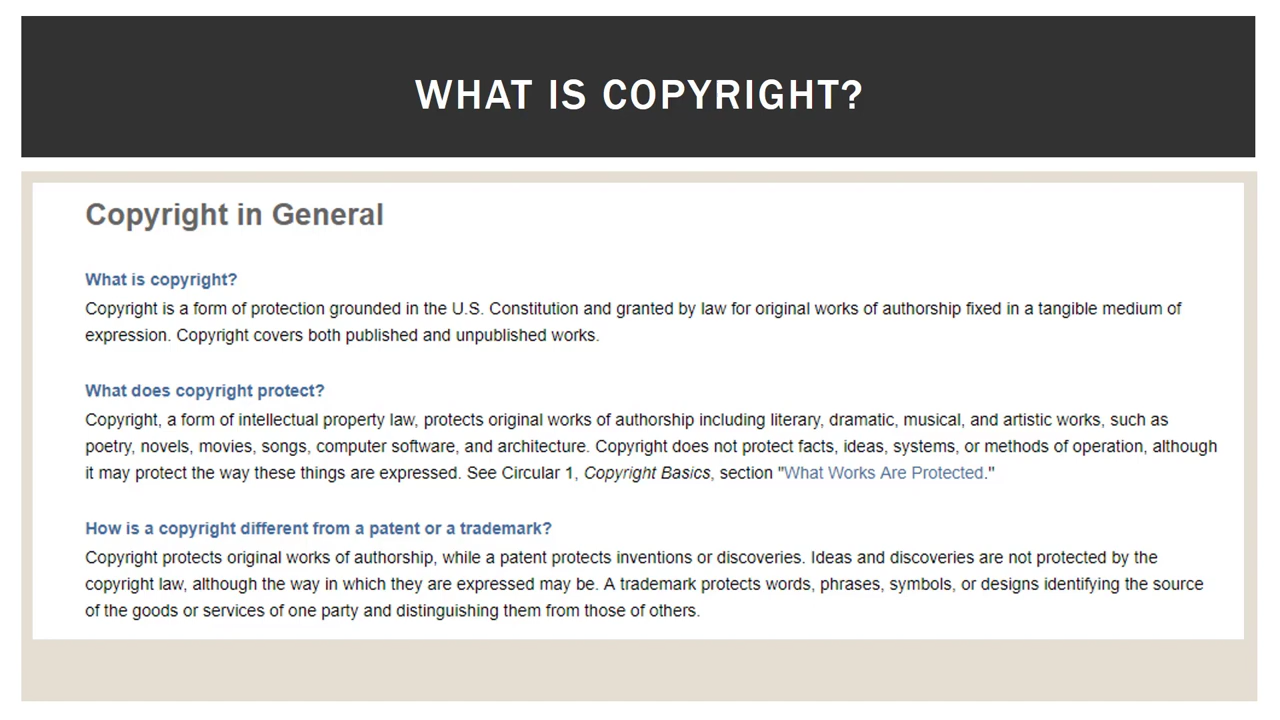 WHAT IS COPYRIGHT?
Copyright in General
What is copyright?
Copyright is a form of protection grounded in the U.S. Constitution and granted by law for original works of authorship fixed in a tangible medium of
expression. Copyright covers both published and unpublished works.
What does copyright protect?
Copyright, a form of intellectual property law, protects original works of authorship including literary, dramatic, musical, and artistic works, such as
poetry, novels, movies, songs, computer software, and architecture. Copyright does not protect facts, ideas, systems, or methods of operation, although
it may protect the way these things are expressed. See Circular 1, Copyright Basics, section "What Works Are Protected."
How is a copyright different from a patent or a trademark?
Copyright protects original works of authorship, while a patent protects inventions or discoveries. Ideas and discoveries are not protected by the
copyright law, although the way in which they are expressed may be. A trademark protects words, phrases, symbols, or designs identifying the source
of the goods or services of one party and distinguishing them from those of others.